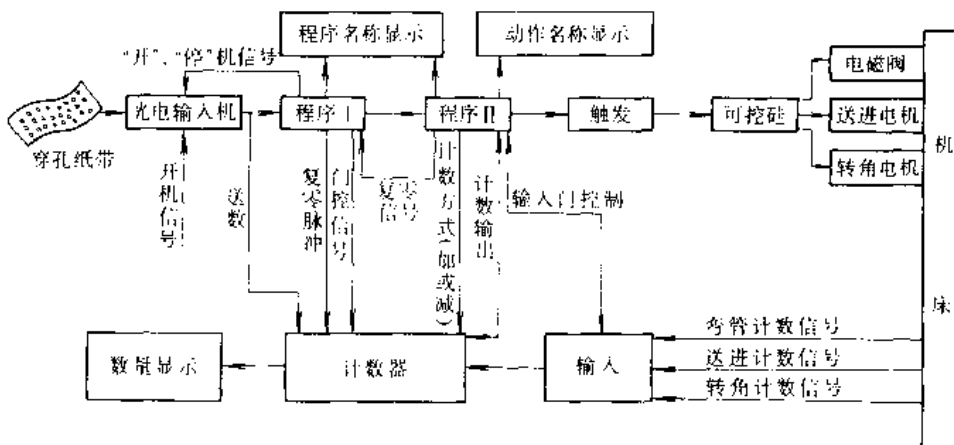 程序名称显示
动作名称显示
“开”、“停”机信号
电磁阀
光电输入机
程序Ⅰ
程序Ⅱ
触发
可控硅
送进电机
机
穿孔纸带
转角电机
开机信号
送数
复零脉冲
门控信号
复零
信号
计数方式(加或减)
计数输出
输入门控制
床
弯管计数信号
数量显示
计数器
输入
送进计数信号
转角计数信号